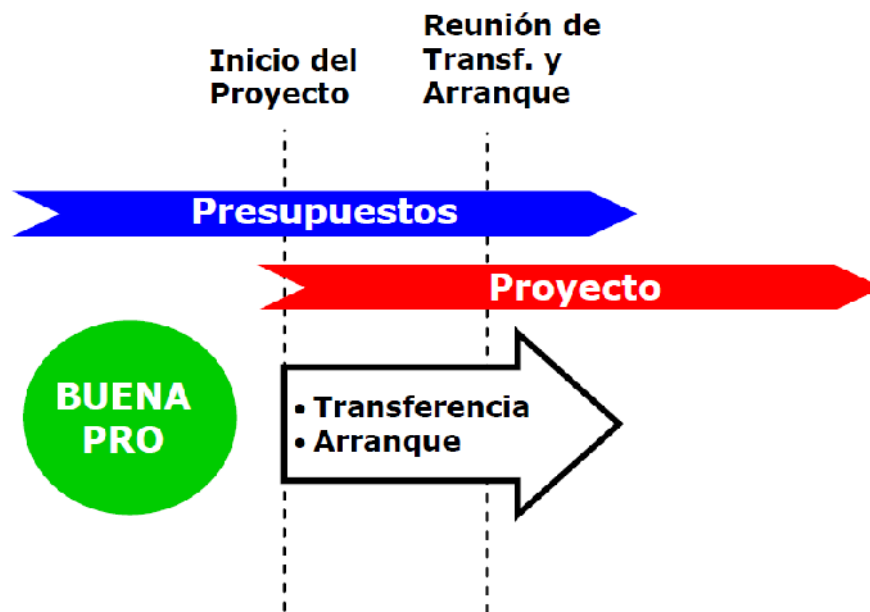 Inicio del
Proyecto
Reunión de
Transf. y
Arranque
Presupuestos
Proyecto
BUENA
PRO
• Transferencia
• Arranque